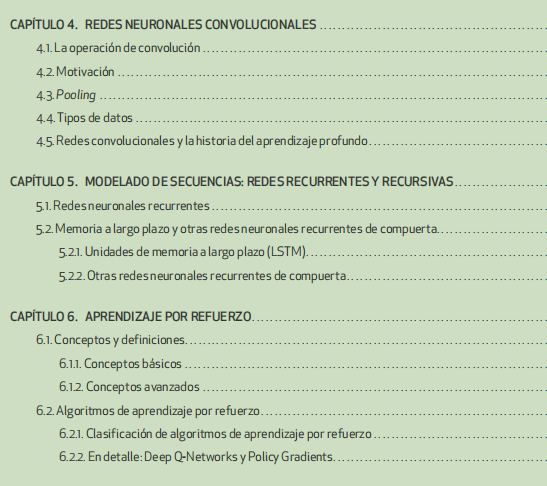 CAPÍTULO 4. REDES NEURONALES CONVOLUCIONALES
4.1. La operación de convolución
4.2. Motivación
4.3. Pooling
4.4. Tipos de datos
4.5. Redes convolucionales y la historia del aprendizaje profundo
CAPÍTULO 5. MODELADO DE SECUENCIAS: REDES RECURRENTES Y RECURSIVAS
5.1. Redes neuronales recurrentes
5.2. Memoria a largo plazo y otras redes neuronales recurrentes de compuerta.
5.2.1. Unidades de memoria a largo plazo (LSTM).
5.2.2. Otras redes neuronales recurrentes de compuerta
CAPÍTULO 6. APRENDIZAJE POR REFUERZO
6.1. Conceptos y definiciones
6.1.1. Conceptos básicos
6.1.2. Conceptos avanzados
6.2. Algoritmos de aprendizaje por refuerzo
6.2.1. Clasificación de algoritmos de aprendizaje por refuerzo
6.2.2. En detalle: Deep Q-Networks y Policy Gradients